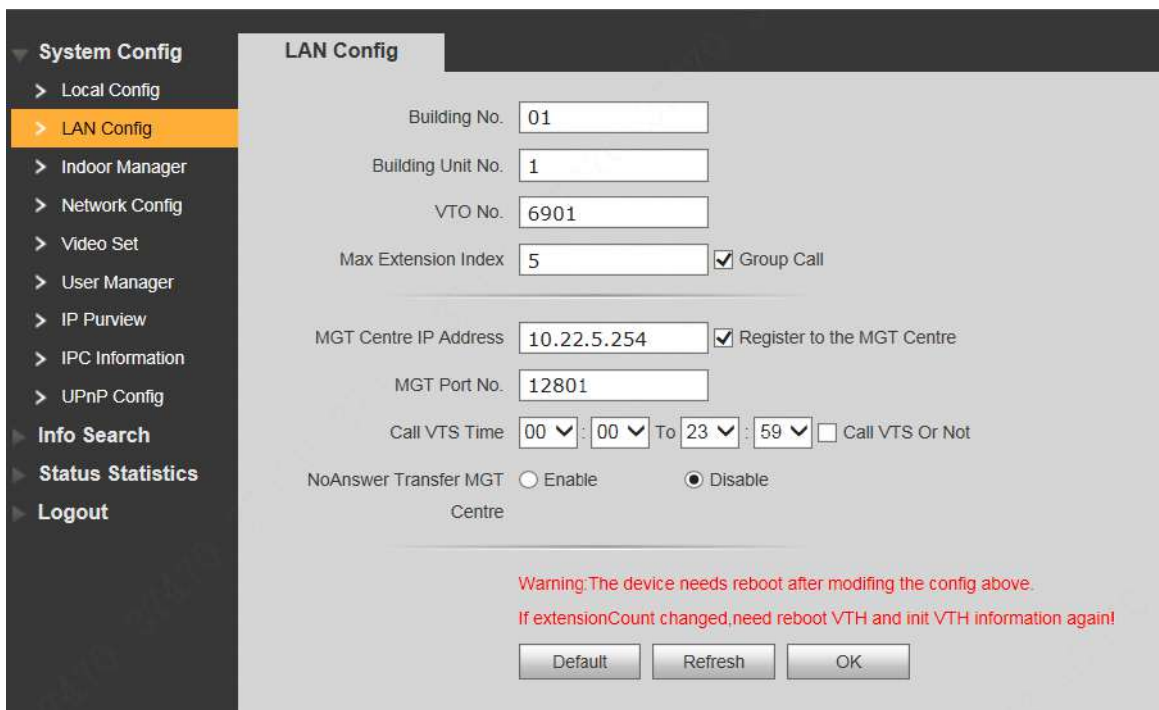 System Config
Local Config
LAN Config
Indoor Manager
Network Config
Video Set
User Manager
IP Purview
IPC Information
UPnP Config
Info Search
Status Statistics
Logout
LAN Config
Building No. 01
Building Unit No. 1
VTO No. 6901
Max Extension Index 5 Group Call
MGT Centre IP Address 10.22.5.254 Register to the MGT Centre
MGT Port No. 12801
Call VTS Time 00 : 00 To 23 : 59 Call VTS Or Not
NoAnswer Transfer MGT Enable Disable
Centre
Warning:The device needs reboot after modifing the config above.
If extensionCount changed,need reboot VTH and init VTH information again!
Default Refresh OK